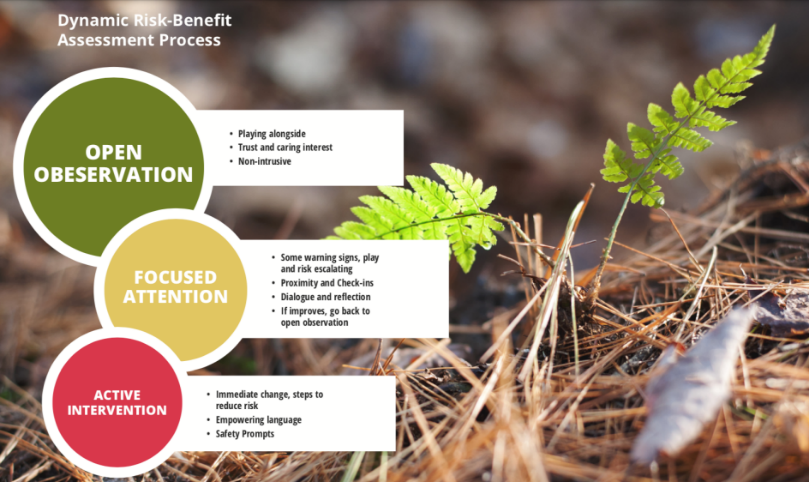 Dynamic Risk-Benefit
Assessment Process
OPEN
OBESERVATION
• Playing alongside
• Trust and caring interest
• Non-intrusive
FOCUSED
ATTENTION
• Some warning signs, play
and risk escalating
• Proximity and Check-ins
• Dialogue and reflection
• If improves, go back to
open observation
ACTIVE
INTERVENTION
• Immediate change, steps to
reduce risk
• Empowering language
• Safety Prompts